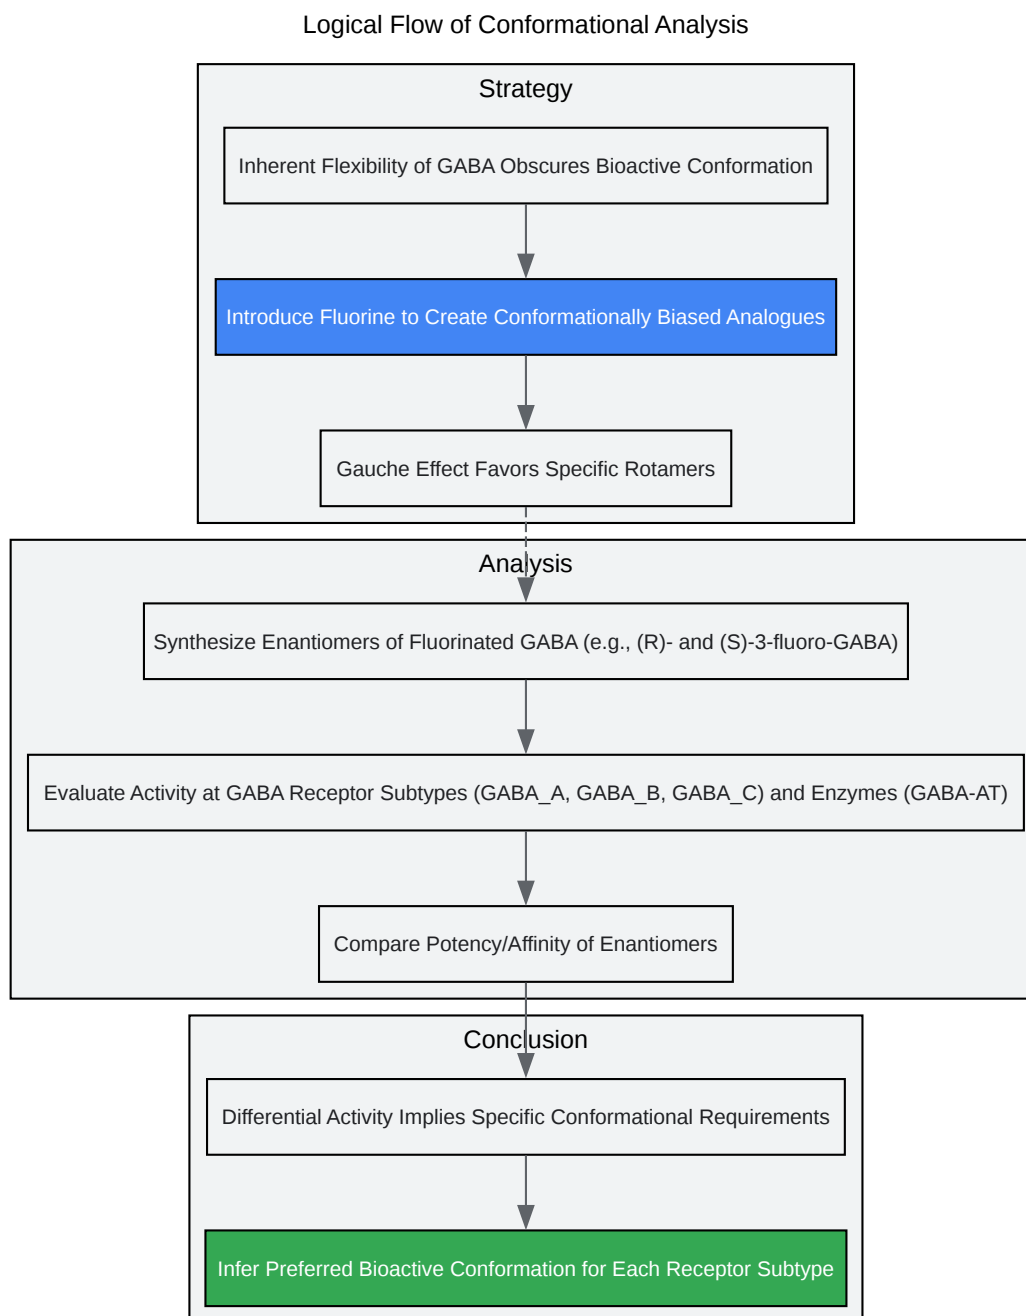 Logical Flow of Conformational Analysis
Strategy
Inherent Flexibility of GABA Obscures Bioactive Conformation
Introduce Fluorine to Create Conformationally Biased Analogues
Gauche Effect Favors Specific Rotamers
Analysis
Synthesize Enantiomers of Fluorinated GABA (e.g., (R)- and (S)-3-fluoro-GABA)
Evaluate Activity at GABA Receptor Subtypes (GABA_A, GABA_B, GABA_C) and Enzymes (GABA-AT)
Compare Potency/Affinity of Enantiomers
Conclusion
Differential Activity Implies Specific Conformational Requirements
Infer Preferred Bioactive Conformation for Each Receptor Subtype